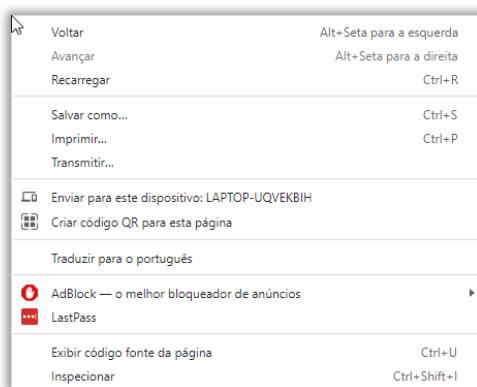 Voltar Alt+Seta para a esquerda
Avançar Alt+Seta para a direita
Recarregar Ctrl+R
Salvar como... Ctrl+S
Imprimir... Ctrl+P
Transmitir...
Enviar para este dispositivo: LAPTOP-UQVEKBIH
Criar código QR para esta página
Traduzir para o português
AdBlock — o melhor bloqueador de anúncios
LastPass
Exibir código fonte da página Ctrl+U
Inspecionar Ctrl+Shift+I